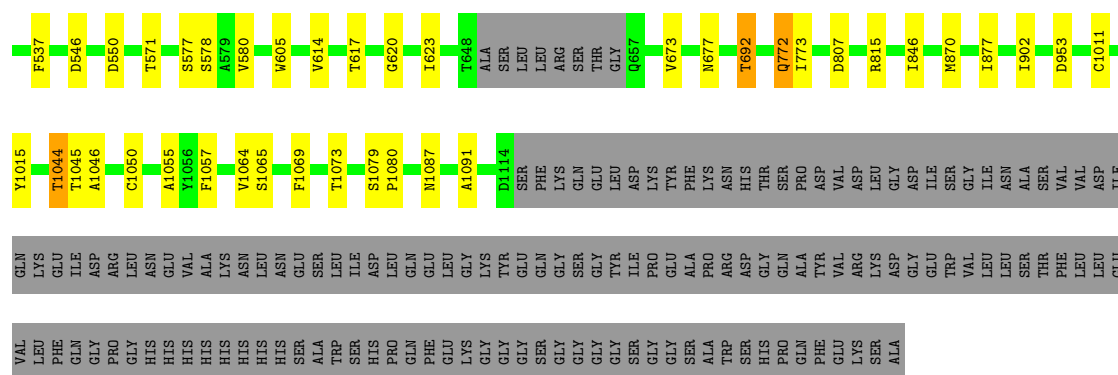 F537 D546 D550 T571 S577 S578 A579 V580 W605 V614 T617 G620 I623 T648 ALA SER LEU LEU ARG SER THR GLY Q657 V673 N677 T692 Q772 I773 D807 R815 I846 M870 I877 I902 D953 C1011
Y1015 T1044 T1045 A1046 C1050 A1055 Y1056 F1057 V1064 S1065 F1069 T1073 S1079 P1080 N1087 A1091 D1114 SER PHE LYS GLN GLU LEU ASP LYS TYR PHE LYS ASN HIS THR SER PRO ASP VAL ASP LEU GLY ASP ILE SER GLY ILE ASN ALA SER VAL VAL ASP ILE
GLN LYS GLU ILE ASP ARG LEU ASN GLU VAL ALA LYS ASN LEU ASN GLU SER LEU ILE ASP LEU GLN GLU LEU GLY LYS TYR GLU GLN GLY SER GLY TYR ILE PRO GLU ALA PRO ARG ASP GLY GLN ALA TYR VAL ARG LYS ASP GLY GLU TRP VAL LEU LEU SER THR PHE LEU LEU GLU
VAL LEU PHE GLN GLY PRO GLY HIS HIS HIS HIS HIS HIS HIS HIS SER ALA TRP SER HIS PRO GLN PHE GLU LYS GLY GLY GLY SER GLY GLY GLY GLY SER GLY GLY SER ALA TRP SER HIS PRO GLN PHE GLU LYS SER ALA